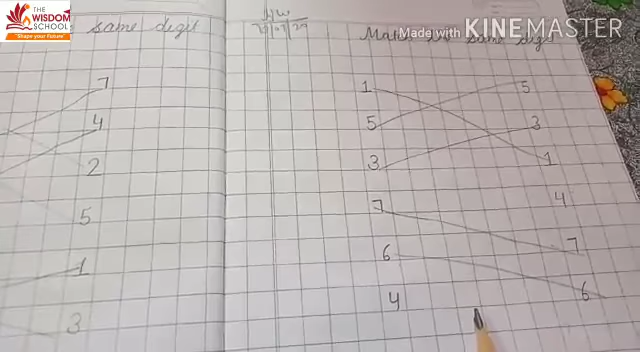 THE
WISDOM
SCHOOL
"Shape your Future"
Made with KINEMASTER
same digit
H.W
same
7
4
2
5
1
3
1 5
5 3
3 1
4
7 7
6 6
4